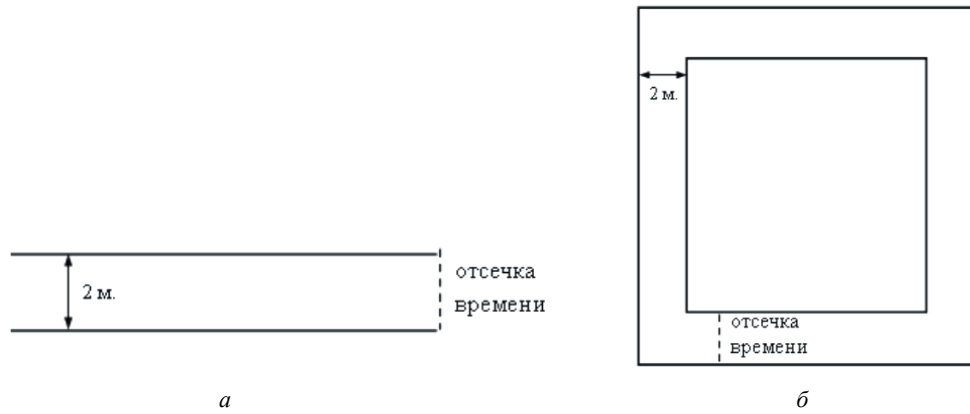 2 м.
отсечка
времени
а
2 м.
отсечка
времени
б